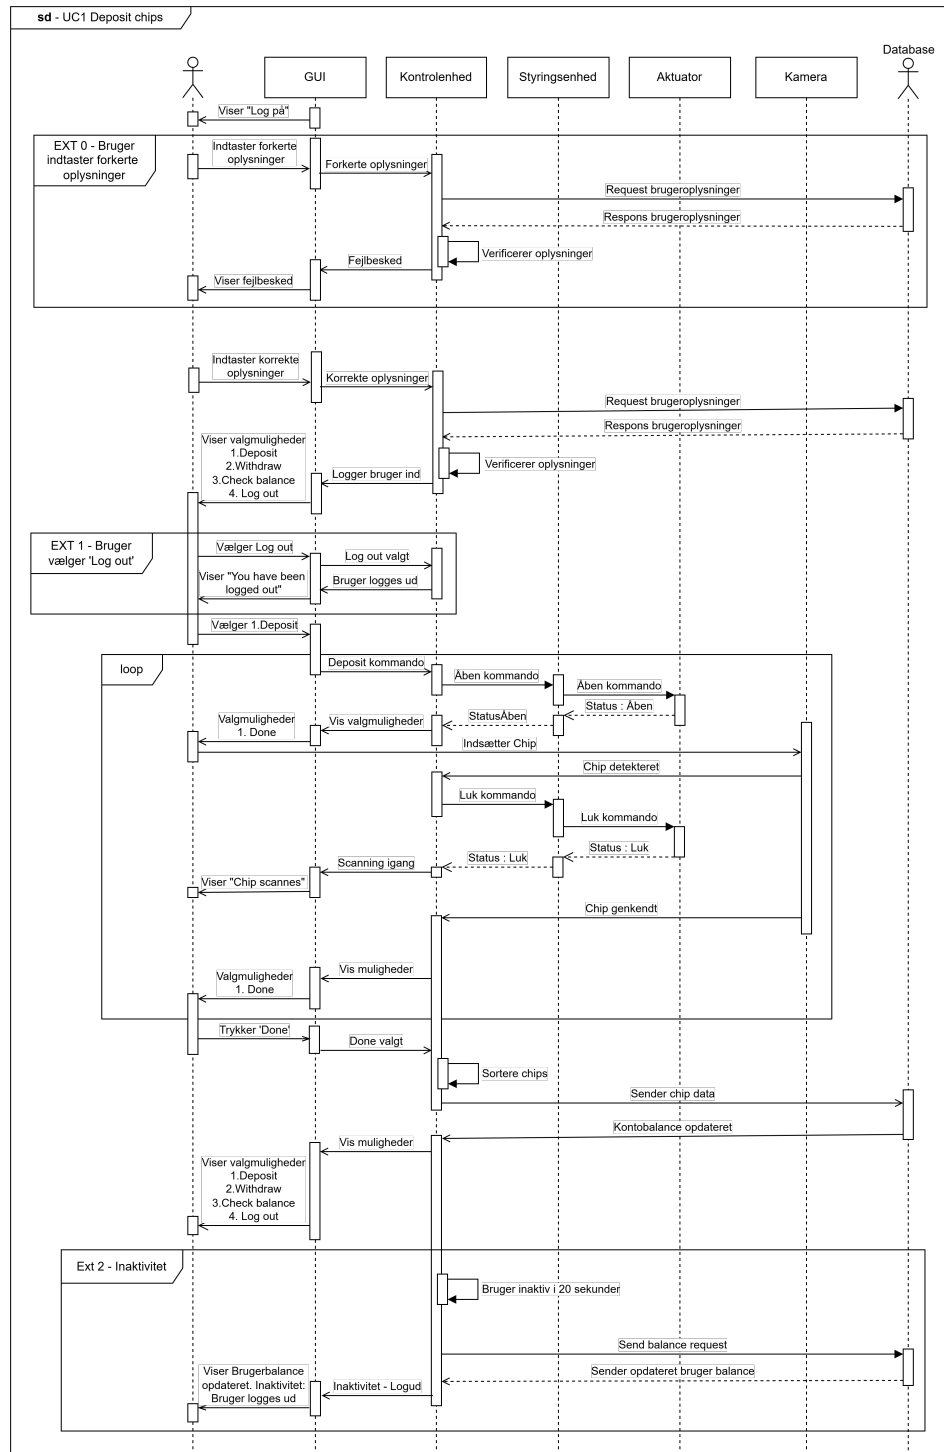 sd - UC1 Deposit chips
Database
GUI
Kontrolenhed
Styringsenhed
Aktuator
Kamera
Viser "Log på"
EXT 0 - Bruger
indtaster forkerte
oplysninger
Indtaster forkerte
oplysninger
Forkerte oplysninger
Request brugeroplysninger
Respons brugeroplysninger
Verificerer oplysninger
Fejlbesked
Viser fejlbesked
Indtaster korrekte
oplysninger
Korrekte oplysninger
Request brugeroplysninger
Respons brugeroplysninger
Verificerer oplysninger
Logger bruger ind
Viser valgmuligheder
1.Deposit
2.Withdraw
3.Check balance
4. Log out
EXT 1 - Bruger
vælger 'Log out'
Vælger Log out
Log out valgt
Bruger logges ud
Viser "You have been
logged out"
Vælger 1.Deposit
loop
Deposit kommando
Åben kommando
Åben kommando
Status : Åben
StatusÅben
Vis valgmuligheder
Valgmuligheder
1. Done
Indsætter Chip
Chip detekteret
Luk kommando
Luk kommando
Status : Luk
Status : Luk
Scanning igang
Viser "Chip scannes"
Chip genkendt
Vis muligheder
Valgmuligheder
1. Done
Trykker 'Done'
Done valgt
Sortere chips
Sender chip data
Kontobalance opdateret
Vis muligheder
Viser valgmuligheder
1.Deposit
2.Withdraw
3.Check balance
4. Log out
Ext 2 - Inaktivitet
Bruger inaktiv i 20 sekunder
Send balance request
Sender opdateret bruger balance
Inaktivitet - Logud
Viser Brugerbalance
opdateret. Inaktivitet:
Bruger logges ud